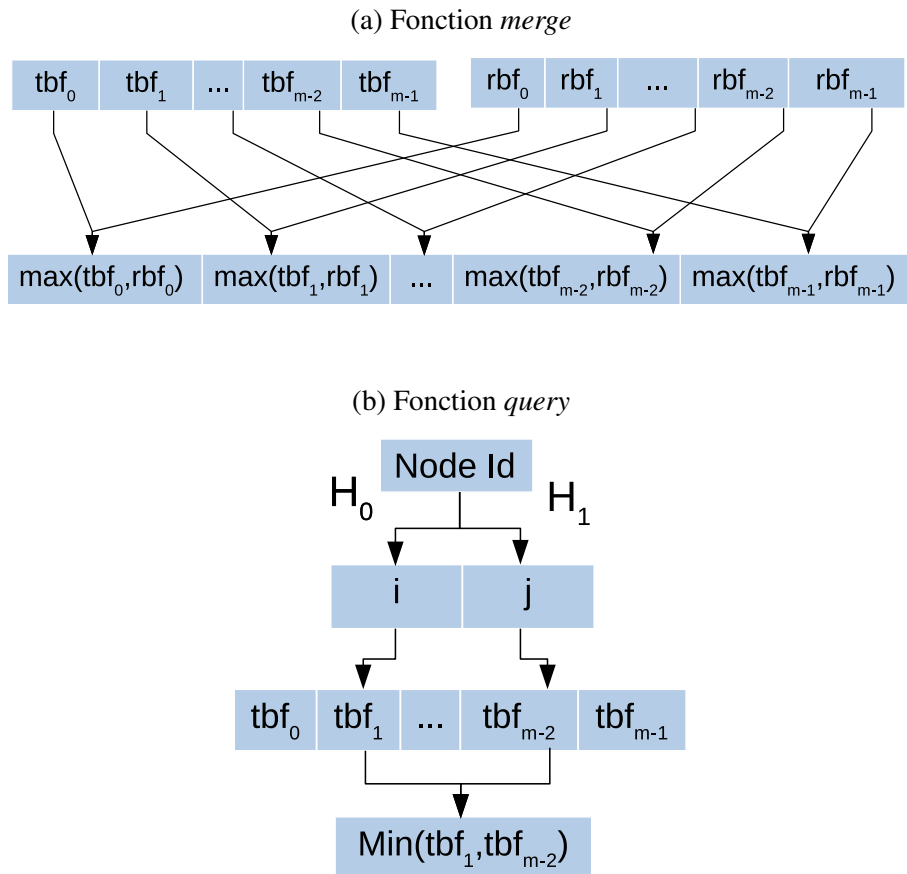 (a) Fonction merge
tbf₀ tbf₁ ... tbfₘ₋₂ tbfₘ₋₁ rbf₀ rbf₁ ... rbfₘ₋₂ rbfₘ₋₁
max(tbf₀,rbf₀) max(tbf₁,rbf₁) ... max(tbfₘ₋₂,rbfₘ₋₂) max(tbfₘ₋₁,rbfₘ₋₁)
(b) Fonction query
Node Id
H₀ H₁
i j
tbf₀ tbf₁ ... tbfₘ₋₂ tbfₘ₋₁
Min(tbf₁,tbfₘ₋₂)